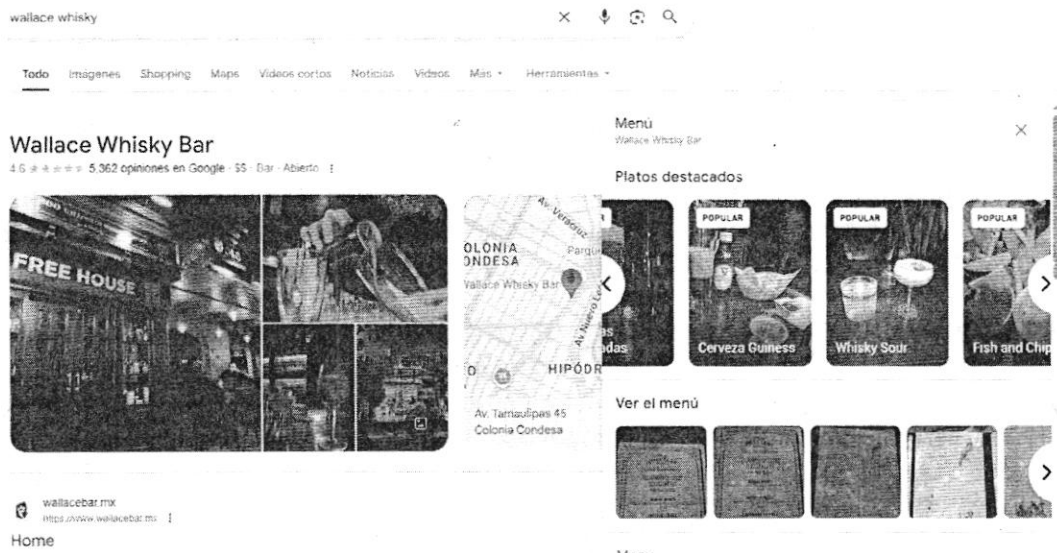 wallace whisky
Todo Imágenes Shopping Maps Videos cortos Noticias Videos Más Herramientas
Wallace Whisky Bar
4.6 ★★★★★ 5,362 opiniones en Google · $$ · Bar · Abierto
FREE HOUSE
Av. Veracruz
COLONIA
CONDESA
Wallace Whisky Bar
HIPÓDR
Av. Tamaulipas 45
Colonia Condesa
wallacebar.mx
https://www.wallacebar.mx
Home
Menú
Wallace Whisky Bar
Platos destacados
POPULAR
Cerveza Guiness
POPULAR
Whisky Sour
POPULAR
Fish and Chip
Ver el menú